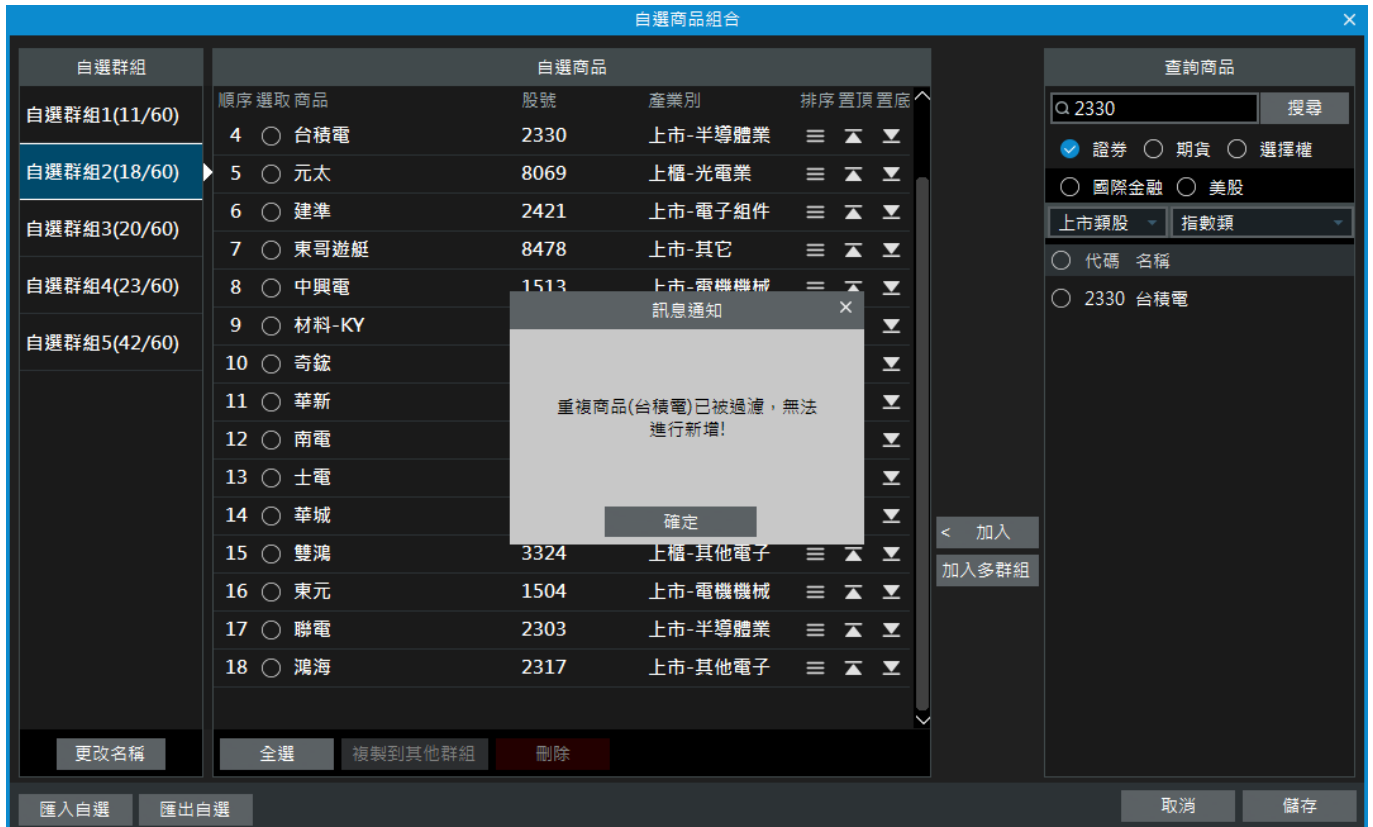 自選商品組合
自選群組
自選群組1(11/60)
自選群組2(18/60)
自選群組3(20/60)
自選群組4(23/60)
自選群組5(42/60)
更改名稱
自選商品
順序 選取 商品 股號 產業別 排序 置頂 置底
4 台積電 2330 上市-半導體業
5 元太 8069 上櫃-光電業
6 建準 2421 上市-電子組件
7 東哥遊艇 8478 上市-其它
8 中興電 1513 上市-電機機械
9 材料-KY
10 奇鋐
11 華新
12 南電
13 士電
14 華城
15 雙鴻 3324 上櫃-其他電子
16 東元 1504 上市-電機機械
17 聯電 2303 上市-半導體業
18 鴻海 2317 上市-其他電子
全選 複製到其他群組 刪除
訊息通知
重複商品(台積電)已被過濾，無法
進行新增!
確定
< 加入
加入多群組
查詢商品
2330 搜尋
證券 期貨 選擇權
國際金融 美股
上市類股 指數類
代碼 名稱
2330 台積電
匯入自選 匯出自選 取消 儲存